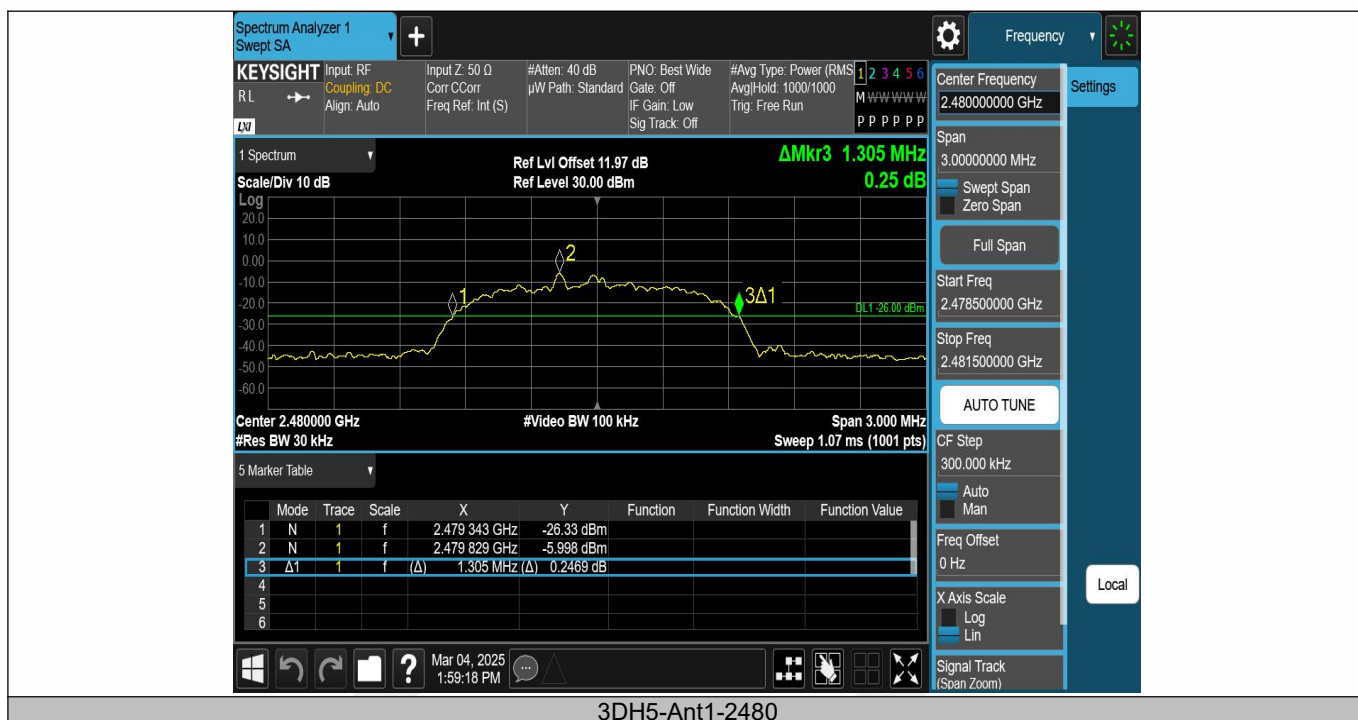 Spectrum Analyzer 1
Swept SA
+
Frequency
KEYSIGHT
RL
LXI
Input: RF
Coupling: DC
Align: Auto
Input Z: 50 Ω
Corr CCorr
Freq Ref: Int (S)
#Atten: 40 dB
µW Path: Standard
PNO: Best Wide
Gate: Off
IF Gain: Low
Sig Track: Off
#Avg Type: Power (RMS
Avg|Hold: 1000/1000
Trig: Free Run
1 2 3 4 5 6
M W W W W W
P P P P P P
1 Spectrum
Scale/Div 10 dB
Ref Lvl Offset 11.97 dB
Ref Level 30.00 dBm
ΔMkr3 1.305 MHz
0.25 dB
Log
20.0
10.0
0.00
-10.0
-20.0
-30.0
-40.0
-50.0
-60.0
1
2
3Δ1
DL1 -26.00 dBm
Center 2.480000 GHz
#Video BW 100 kHz
Span 3.000 MHz
#Res BW 30 kHz
Sweep 1.07 ms (1001 pts)
5 Marker Table
Mode Trace Scale X Y Function Function Width Function Value
1 N 1 f 2.479 343 GHz -26.33 dBm
2 N 1 f 2.479 829 GHz -5.998 dBm
3 Δ1 1 f (Δ) 1.305 MHz (Δ) 0.2469 dB
4
5
6
?
Mar 04, 2025
1:59:18 PM
Center Frequency
2.480000000 GHz
Settings
Span
3.00000000 MHz
Swept Span
Zero Span
Full Span
Start Freq
2.478500000 GHz
Stop Freq
2.481500000 GHz
AUTO TUNE
CF Step
300.000 kHz
Auto
Man
Freq Offset
0 Hz
Local
X Axis Scale
Log
Lin
Signal Track
(Span Zoom)
3DH5-Ant1-2480